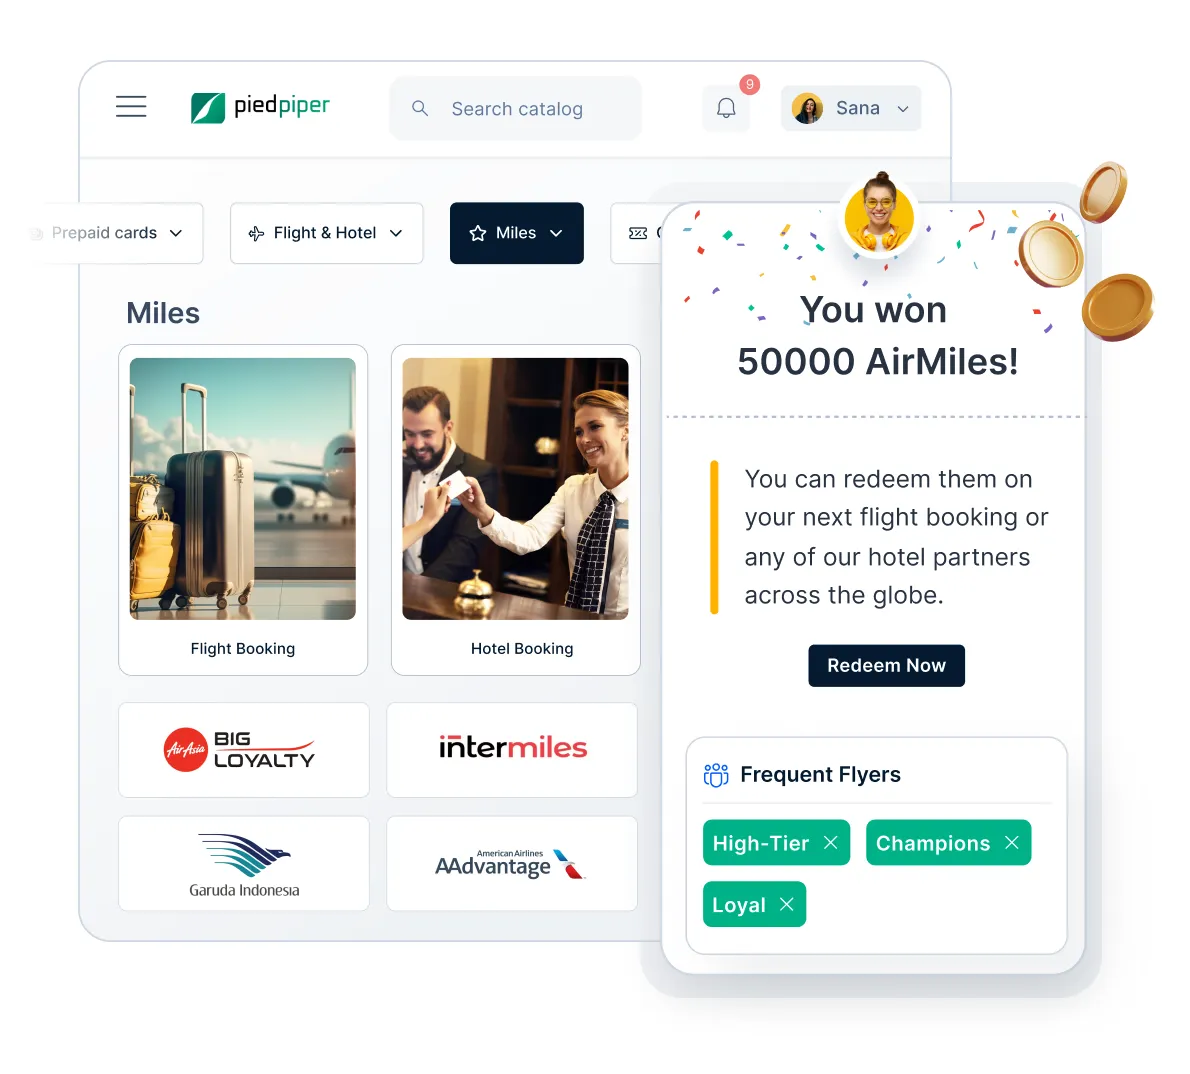 piedpiper
Search catalog
9
Sana
Prepaid cards
Flight & Hotel
Miles
You won
50000 AirMiles!
Miles
You can redeem them on
your next flight booking or
any of our hotel partners
across the globe.
Redeem Now
Flight Booking
Hotel Booking
AirAsia
BIG
LOYALTY
intermiles
Garuda Indonesia
American Airlines
AAdvantage
Frequent Flyers
High-Tier
Champions
Loyal